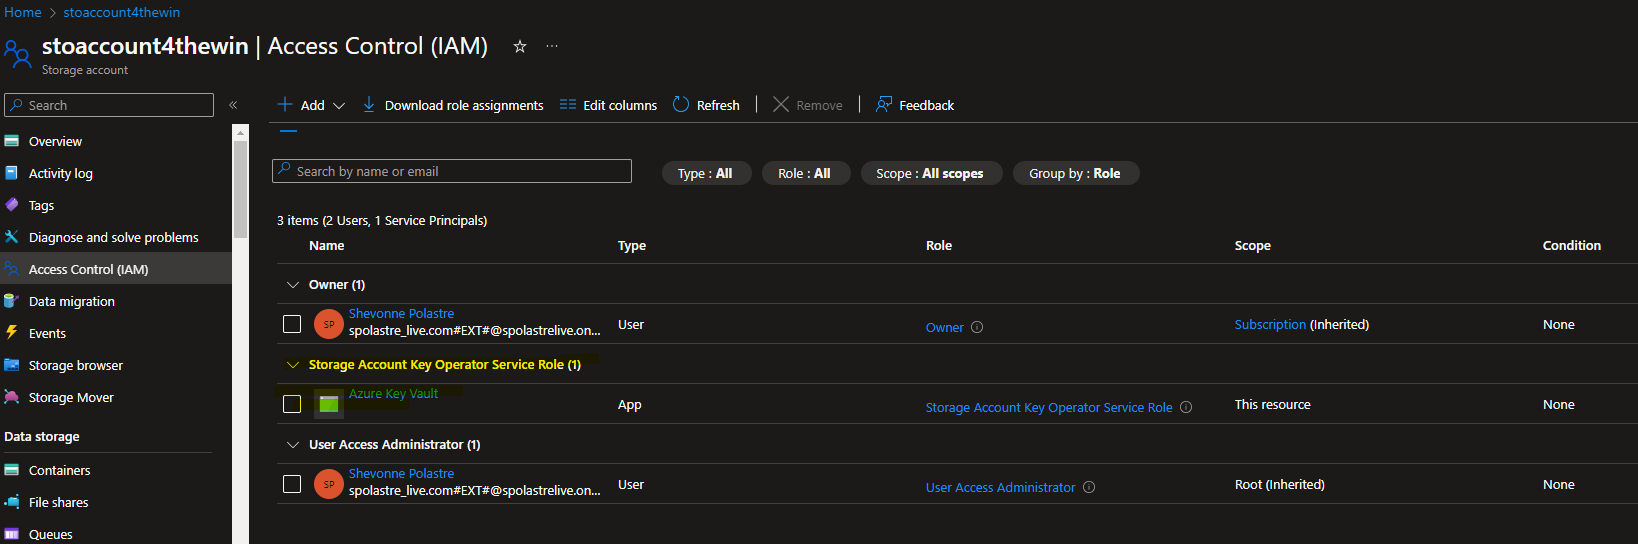 Home > stoaccount4thewin
stoaccount4thewin | Access Control (IAM) ☆ ...
Storage account
Search «
Overview
Activity log
Tags
Diagnose and solve problems
Access Control (IAM)
Data migration
Events
Storage browser
Storage Mover
Data storage
Containers
File shares
Queues
Add Download role assignments Edit columns Refresh Remove Feedback
Search by name or email Type : All Role : All Scope : All scopes Group by : Role
3 items (2 Users, 1 Service Principals)
Name Type Role Scope Condition
Owner (1)
SP Shevonne Polastre
spolastre_live.com#EXT#@spolastrelive.on... User Owner Subscription (Inherited) None
Storage Account Key Operator Service Role (1)
Azure Key Vault
App Storage Account Key Operator Service Role This resource None
User Access Administrator (1)
SP Shevonne Polastre
spolastre_live.com#EXT#@spolastrelive.on... User User Access Administrator Root (Inherited) None